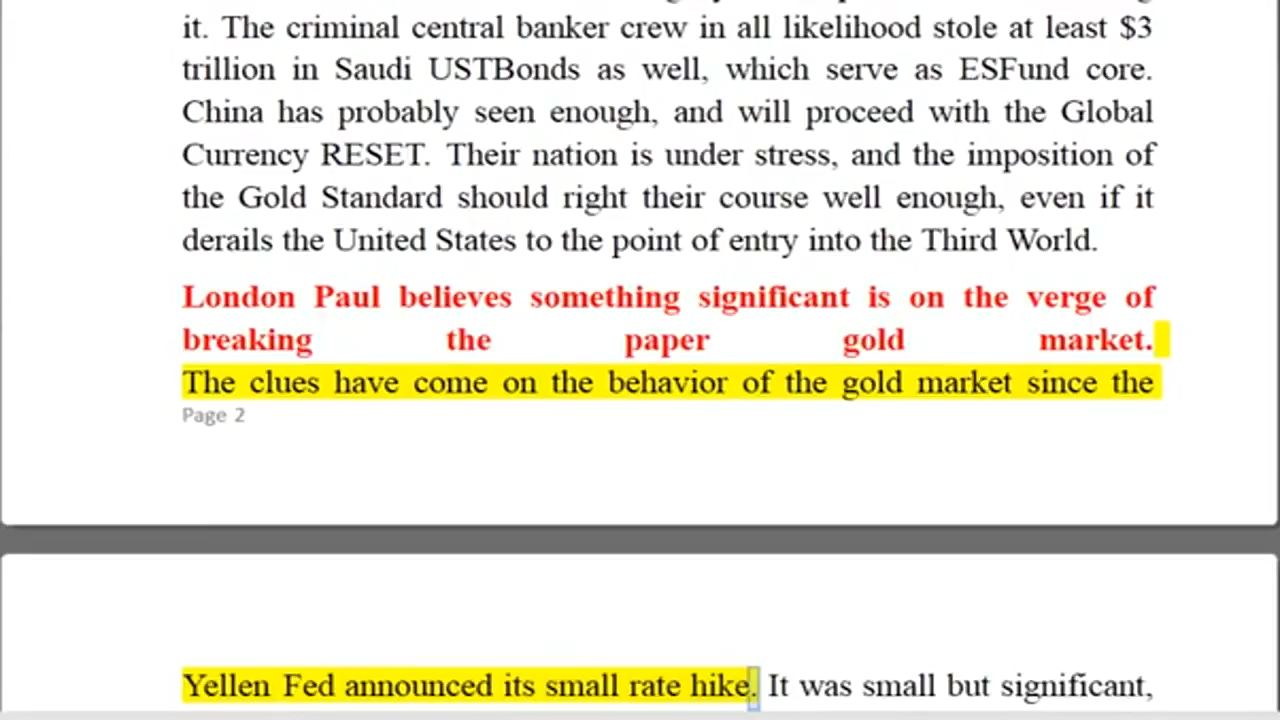 it. The criminal central banker crew in all likelihood stole at least $3
trillion in Saudi USTBonds as well, which serve as ESFund core.
China has probably seen enough, and will proceed with the Global
Currency RESET. Their nation is under stress, and the imposition of
the Gold Standard should right their course well enough, even if it
derails the United States to the point of entry into the Third World.
London Paul believes something significant is on the verge of
breaking the paper gold market.
The clues have come on the behavior of the gold market since the
Page 2
Yellen Fed announced its small rate hike. It was small but significant,